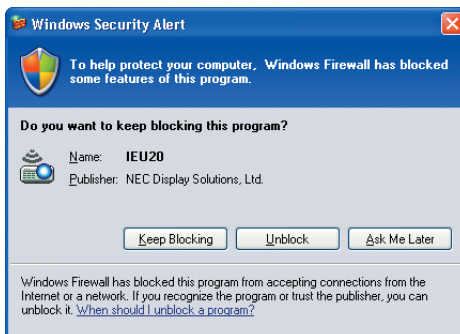 Windows Security Alert
To help protect your computer, Windows Firewall has blocked
some features of this program.
Do you want to keep blocking this program?
Name: IEU20
Publisher: NEC Display Solutions, Ltd.
Keep Blocking Unblock Ask Me Later
Windows Firewall has blocked this program from accepting connections from the
Internet or a network. If you recognize the program or trust the publisher, you can
unblock it. When should I unblock a program?